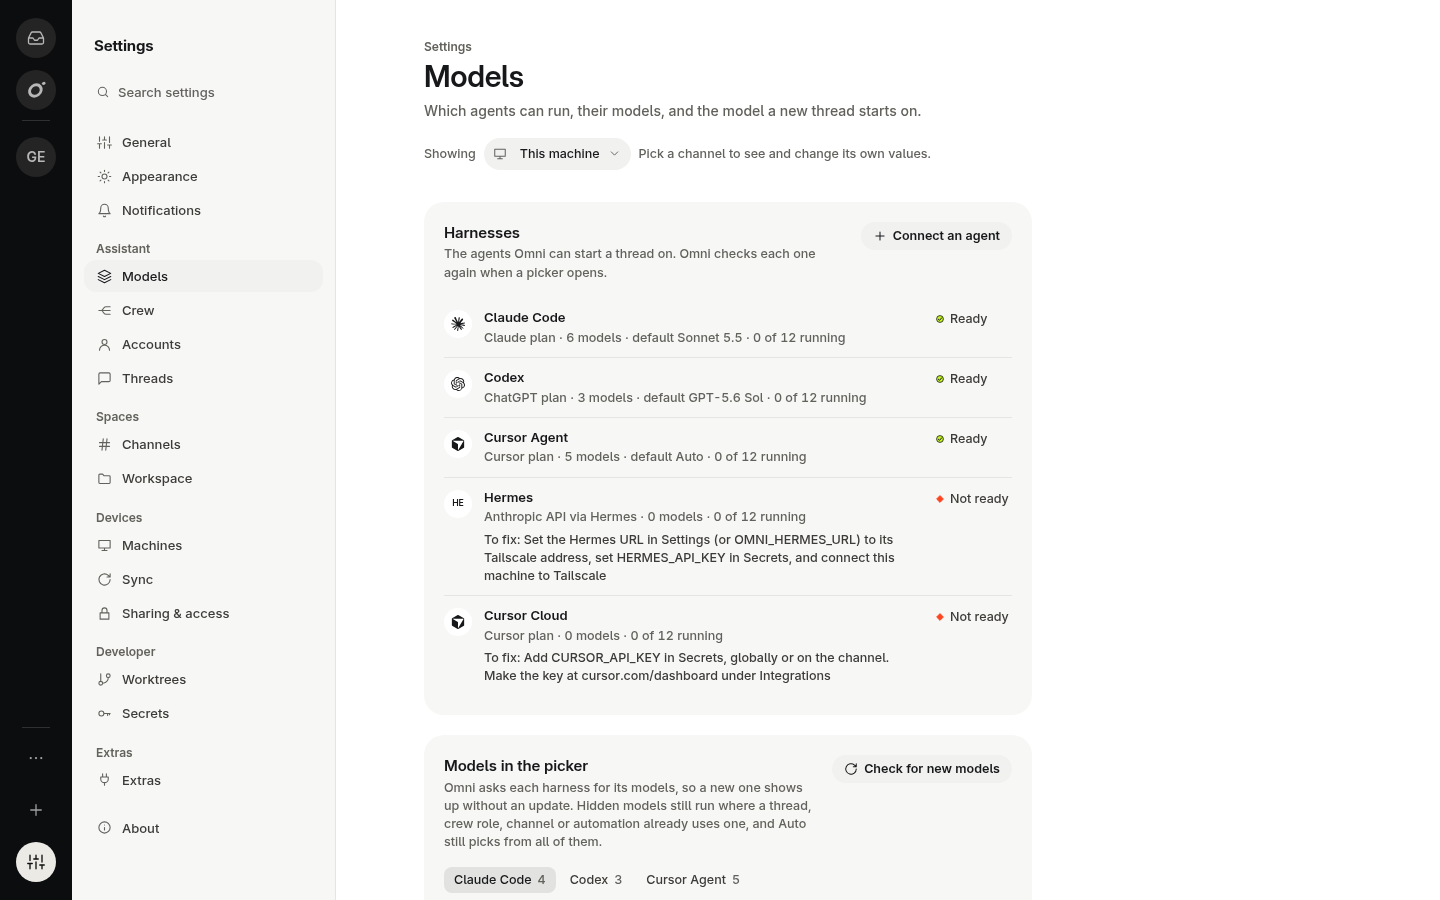 GE
Settings
Search settings
General
Appearance
Notifications
Assistant
Models
Crew
Accounts
Threads
Spaces
Channels
Workspace
Devices
Machines
Sync
Sharing & access
Developer
Worktrees
Secrets
Extras
Extras
About
Settings
Models
Which agents can run, their models, and the model a new thread starts on.
Showing This machine Pick a channel to see and change its own values.
Harnesses
Connect an agent
The agents Omni can start a thread on. Omni checks each one
again when a picker opens.
Claude Code
Ready
Claude plan · 6 models · default Sonnet 5.5 · 0 of 12 running
Codex
Ready
ChatGPT plan · 3 models · default GPT-5.6 Sol · 0 of 12 running
Cursor Agent
Ready
Cursor plan · 5 models · default Auto · 0 of 12 running
HE
Hermes
Not ready
Anthropic API via Hermes · 0 models · 0 of 12 running
To fix: Set the Hermes URL in Settings (or OMNI_HERMES_URL) to its
Tailscale address, set HERMES_API_KEY in Secrets, and connect this
machine to Tailscale
Cursor Cloud
Not ready
Cursor plan · 0 models · 0 of 12 running
To fix: Add CURSOR_API_KEY in Secrets, globally or on the channel.
Make the key at cursor.com/dashboard under Integrations
Models in the picker
Check for new models
Omni asks each harness for its models, so a new one shows
up without an update. Hidden models still run where a thread,
crew role, channel or automation already uses one, and Auto
still picks from all of them.
Claude Code 4 Codex 3 Cursor Agent 5